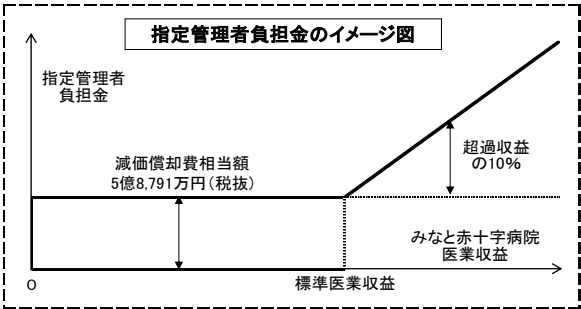 指定管理者負担金のイメージ図
指定管理者
負担金
減価償却費相当額
5億8,791万円(税抜)
超過収益
の10%
みなと赤十字病院
医業収益
0
標準医業収益